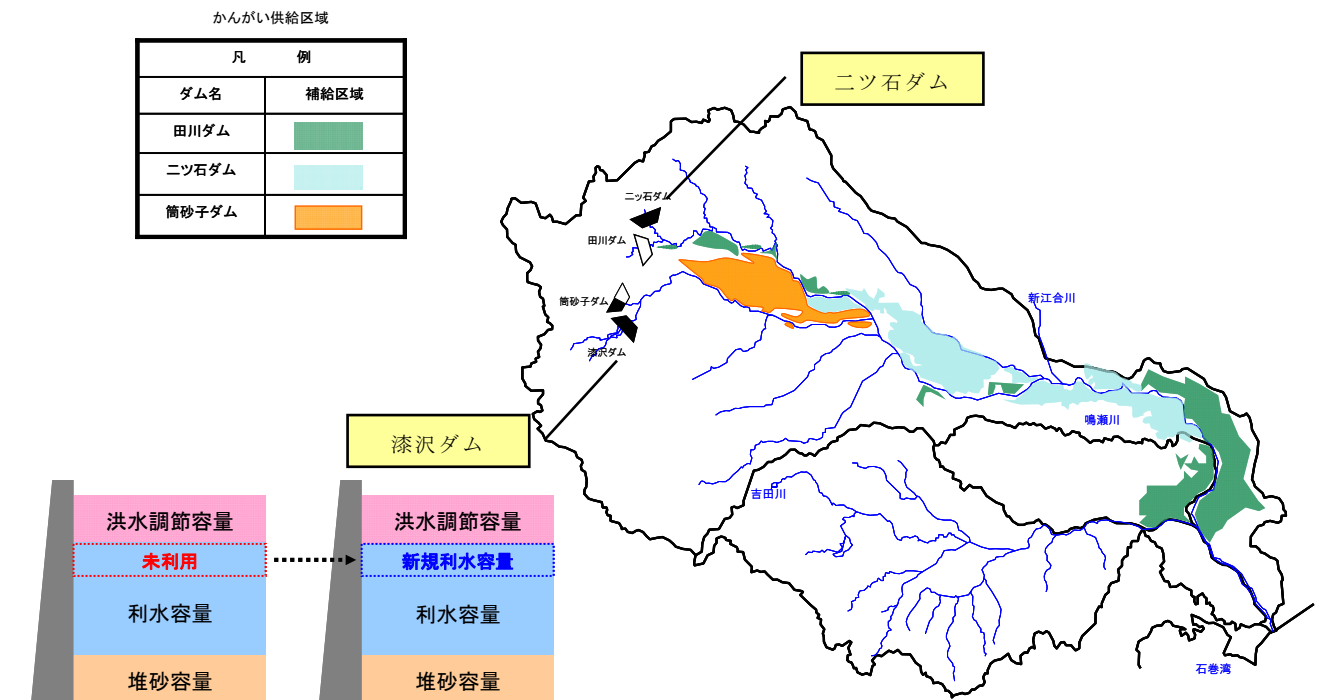 かんがい供給区域
凡 例
ダム名 補給区域
田川ダム
二ツ石ダム
筒砂子ダム
二ツ石ダム
二ッ石ダム
田川ダム
筒砂子ダム
漆沢ダム
新江合川
鳴瀬川
吉田川
石巻湾
漆沢ダム
洪水調節容量
未利用
利水容量
堆砂容量
洪水調節容量
新規利水容量
利水容量
堆砂容量